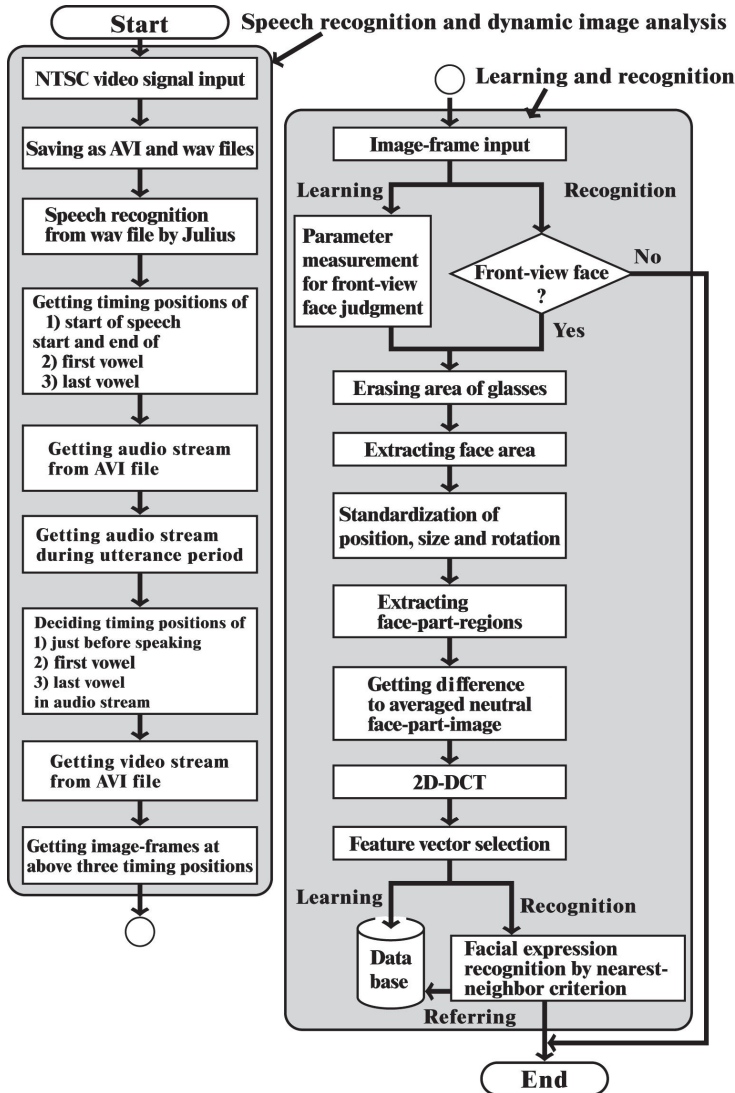 Start
Speech recognition and dynamic image analysis
NTSC video signal input
Saving as AVI and wav files
Speech recognition
from wav file by Julius
Getting timing positions of
1) start of speech
start and end of
2) first vowel
3) last vowel
Getting audio stream
from AVI file
Getting audio stream
during utterance period
Deciding timing positions of
1) just before speaking
2) first vowel
3) last vowel
in audio stream
Getting video stream
from AVI file
Getting image-frames at
above three timing positions
Learning and recognition
Image-frame input
Learning
Recognition
Parameter
measurement
for front-view
face judgment
Front-view face
?
No
Yes
Erasing area of glasses
Extracting face area
Standardization of
position, size and rotation
Extracting
face-part-regions
Getting difference
to averaged neutral
face-part-image
2D-DCT
Feature vector selection
Learning
Recognition
Data
base
Facial expression
recognition by nearest-
neighbor criterion
Referring
End